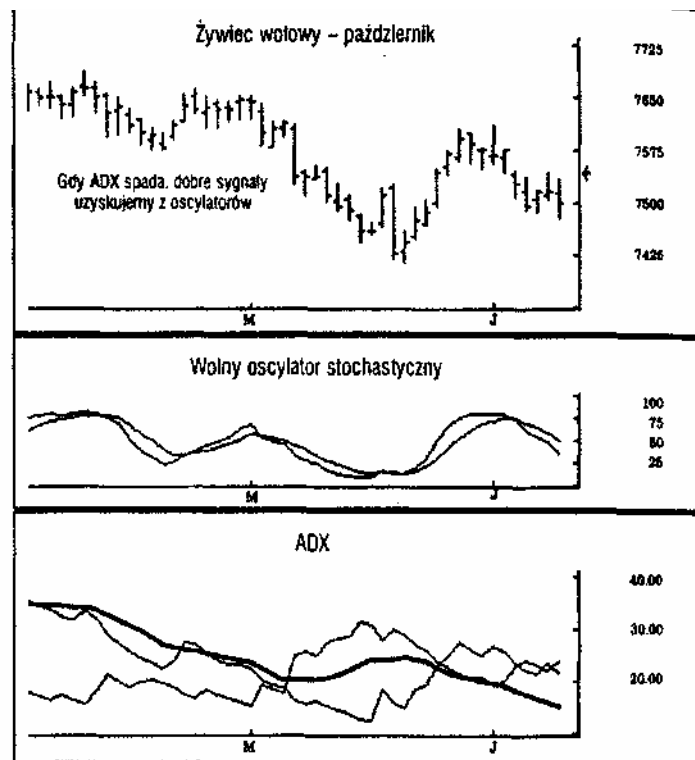 Żywiec wołowy – październik
7725
7650
7575
7500
7425
Gdy ADX spada, dobre sygnały
uzyskujemy z oscylatorów
M
J
Wolny oscylator stochastyczny
100
75
50
25
M
J
ADX
40.00
30.00
20.00
M
J